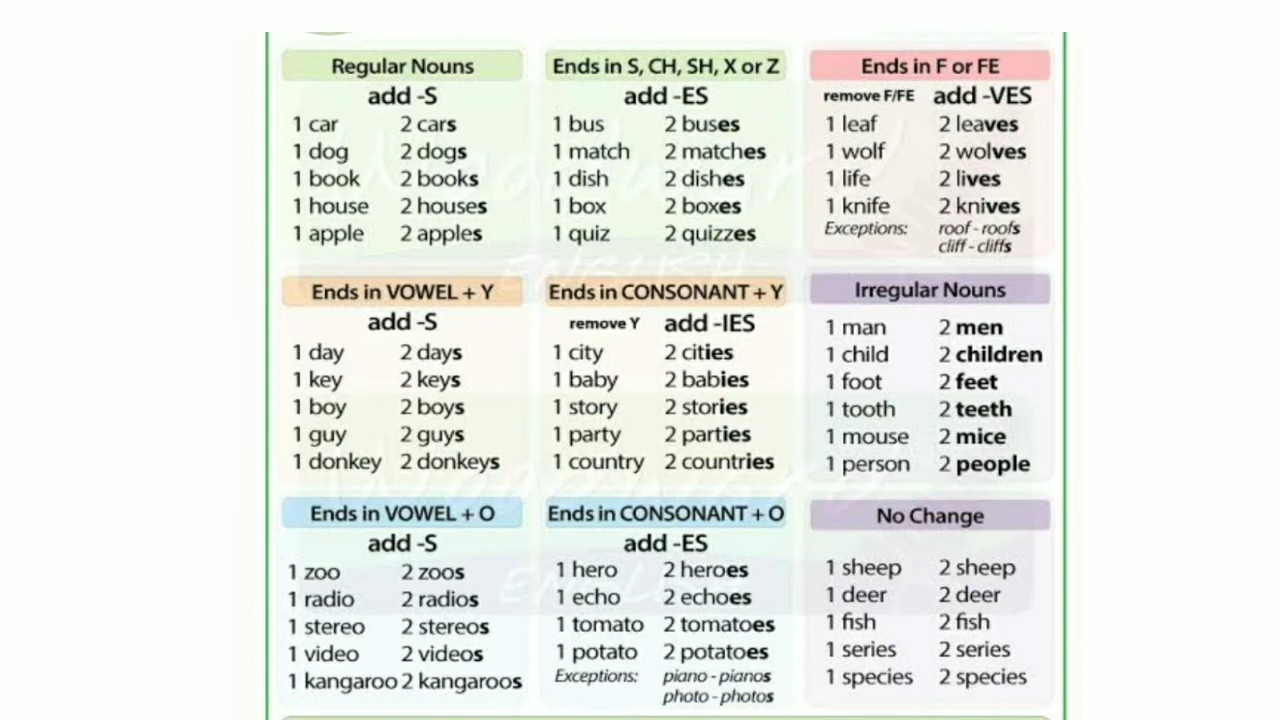 Regular Nouns
add -S
1 car 2 cars
1 dog 2 dogs
1 book 2 books
1 house 2 houses
1 apple 2 apples
Ends in S, CH, SH, X or Z
add -ES
1 bus 2 buses
1 match 2 matches
1 dish 2 dishes
1 box 2 boxes
1 quiz 2 quizzes
Ends in F or FE
remove F/FE add -VES
1 leaf 2 leaves
1 wolf 2 wolves
1 life 2 lives
1 knife 2 knives
Exceptions: roof - roofs
cliff - cliffs
Ends in VOWEL + Y
add -S
1 day 2 days
1 key 2 keys
1 boy 2 boys
1 guy 2 guys
1 donkey 2 donkeys
Ends in CONSONANT + Y
remove Y add -IES
1 city 2 cities
1 baby 2 babies
1 story 2 stories
1 party 2 parties
1 country 2 countries
Irregular Nouns
1 man 2 men
1 child 2 children
1 foot 2 feet
1 tooth 2 teeth
1 mouse 2 mice
1 person 2 people
Ends in VOWEL + O
add -S
1 zoo 2 zoos
1 radio 2 radios
1 stereo 2 stereos
1 video 2 videos
1 kangaroo 2 kangaroos
Ends in CONSONANT + O
add -ES
1 hero 2 heroes
1 echo 2 echoes
1 tomato 2 tomatoes
1 potato 2 potatoes
Exceptions: piano - pianos
photo - photos
No Change
1 sheep 2 sheep
1 deer 2 deer
1 fish 2 fish
1 series 2 series
1 species 2 species
Woodward
ENGLISH
Woodward
ENGLISH